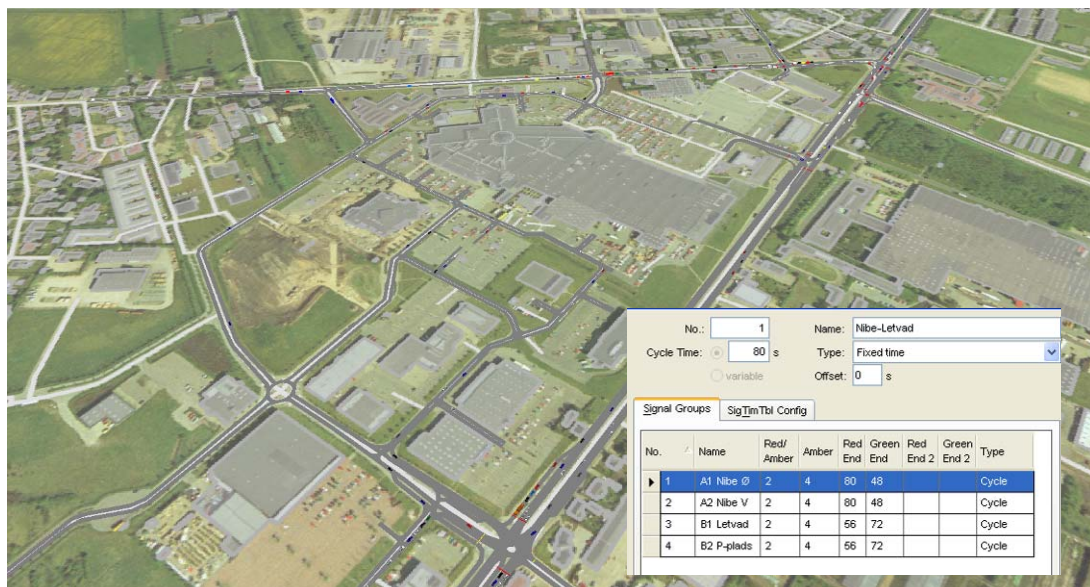 No.: 1 Name: Nibe-Letvad
Cycle Time: 80 s Type: Fixed time
variable Offset: 0 s
Signal Groups SigTimTbl Config
No. Name Red/ Amber Amber Red End Green End Red End 2 Green End 2 Type
1 A1 Nibe Ø 2 4 80 48 Cycle
2 A2 Nibe V 2 4 80 48 Cycle
3 B1 Letvad 2 4 56 72 Cycle
4 B2 P-plads 2 4 56 72 Cycle